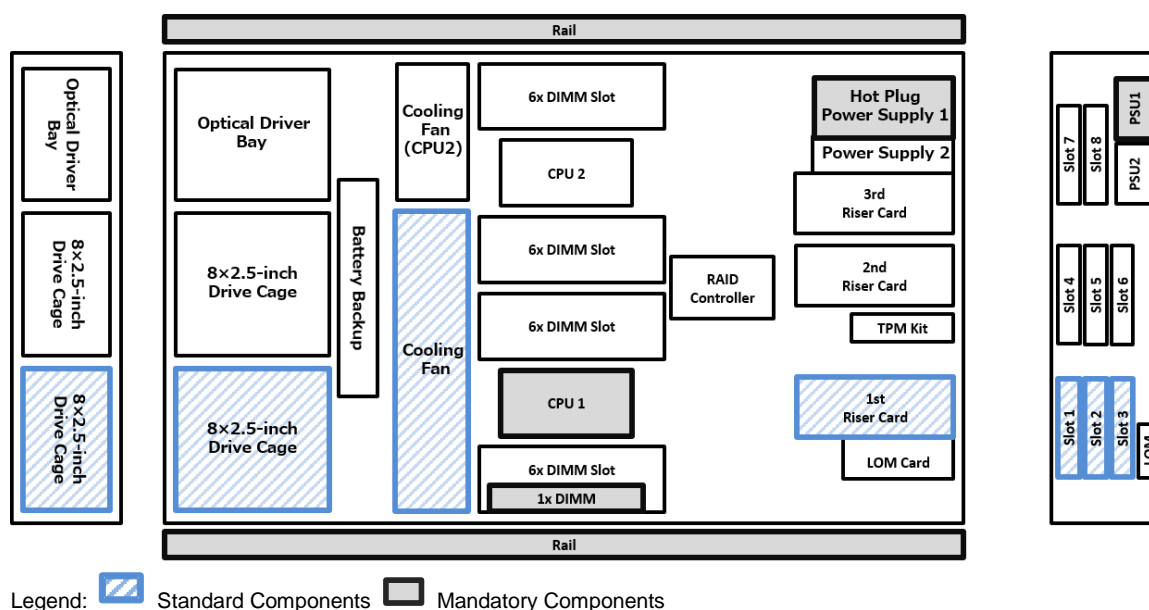 Rail
Optical Driver
Bay
8×2.5-inch
Drive Cage
8×2.5-inch
Drive Cage
Optical Driver
Bay
8×2.5-inch
Drive Cage
8×2.5-inch
Drive Cage
Battery Backup
Cooling
Fan
(CPU2)
Cooling
Fan
6x DIMM Slot
CPU 2
6x DIMM Slot
6x DIMM Slot
CPU 1
6x DIMM Slot
1x DIMM
RAID
Controller
Hot Plug
Power Supply 1
Power Supply 2
3rd
Riser Card
2nd
Riser Card
TPM Kit
1st
Riser Card
LOM Card
Slot 7
Slot 8
PSU1
PSU2
Slot 4
Slot 5
Slot 6
Slot 1
Slot 2
Slot 3
LOM
Rail
Legend: Standard Components Mandatory Components